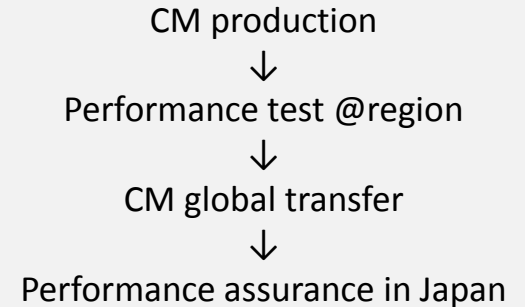 CM production
↓
Performance test @region
↓
CM global transfer
↓
Performance assurance in Japan